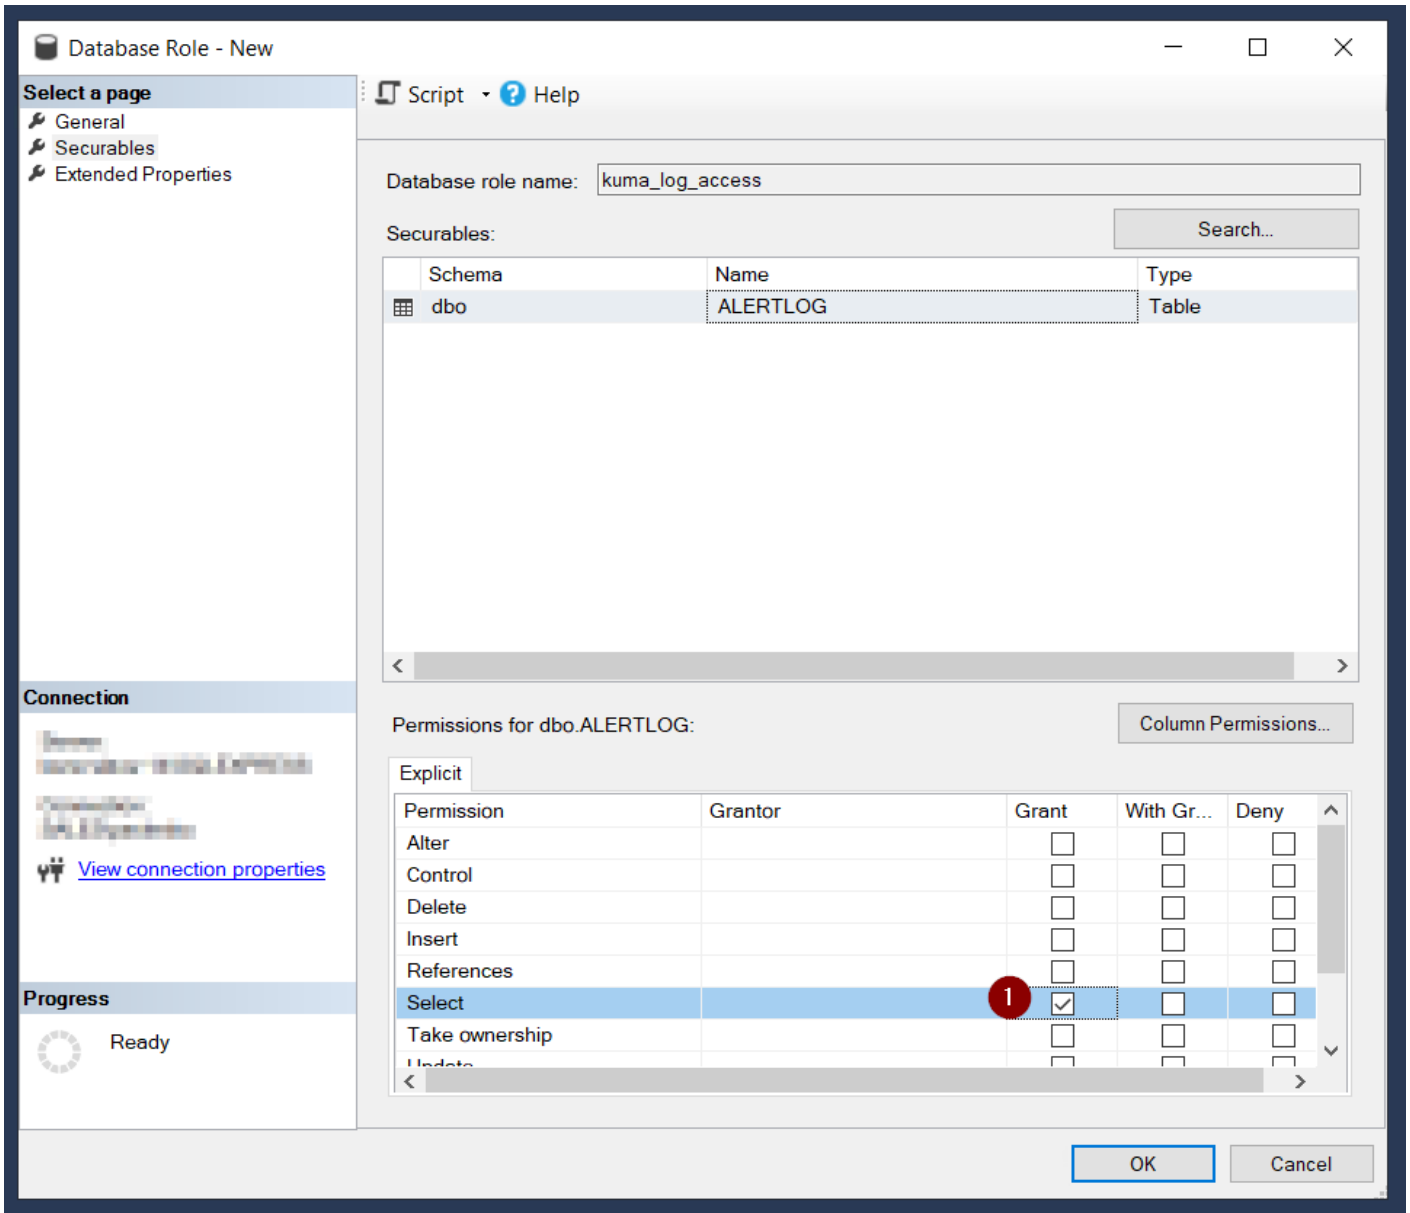 Database Role - New
Select a page
General
Securables
Extended Properties
Script
Help
Database role name: kuma_log_access
Securables:
Search...
Schema Name Type
dbo ALERTLOG Table
Connection
View connection properties
Progress
Ready
Permissions for dbo.ALERTLOG:
Column Permissions...
Explicit
Permission Grantor Grant With Gr... Deny
Alter
Control
Delete
Insert
References
Select 1
Take ownership
Update
OK Cancel